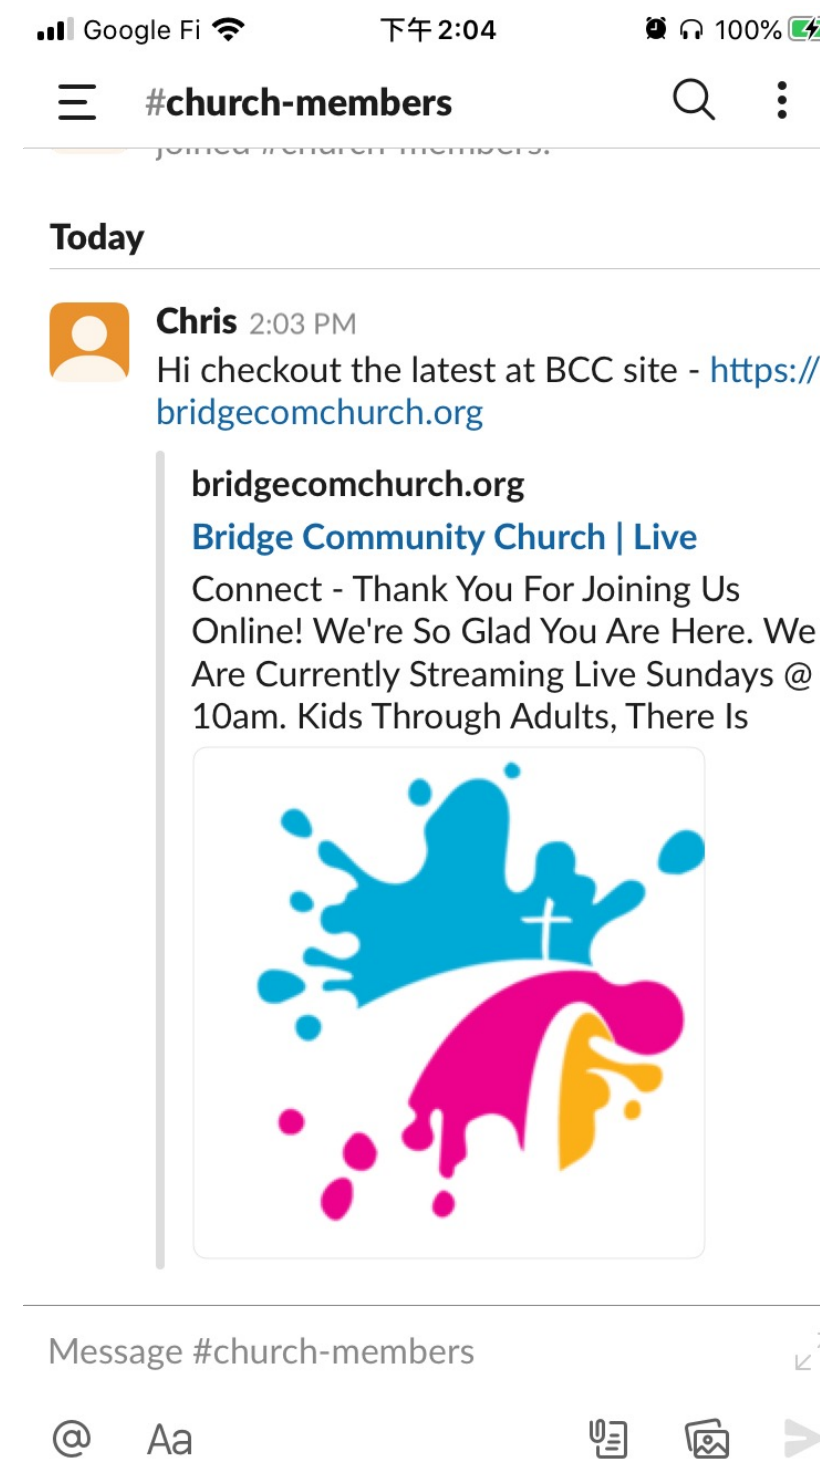 Google Fi 下午2:04 100%
#church-members
joined #church-members.
Today
Chris 2:03 PM
Hi checkout the latest at BCC site - https://
bridgecomchurch.org
bridgecomchurch.org
Bridge Community Church | Live
Connect - Thank You For Joining Us
Online! We're So Glad You Are Here. We
Are Currently Streaming Live Sundays @
10am. Kids Through Adults, There Is
Message #church-members
@ Aa